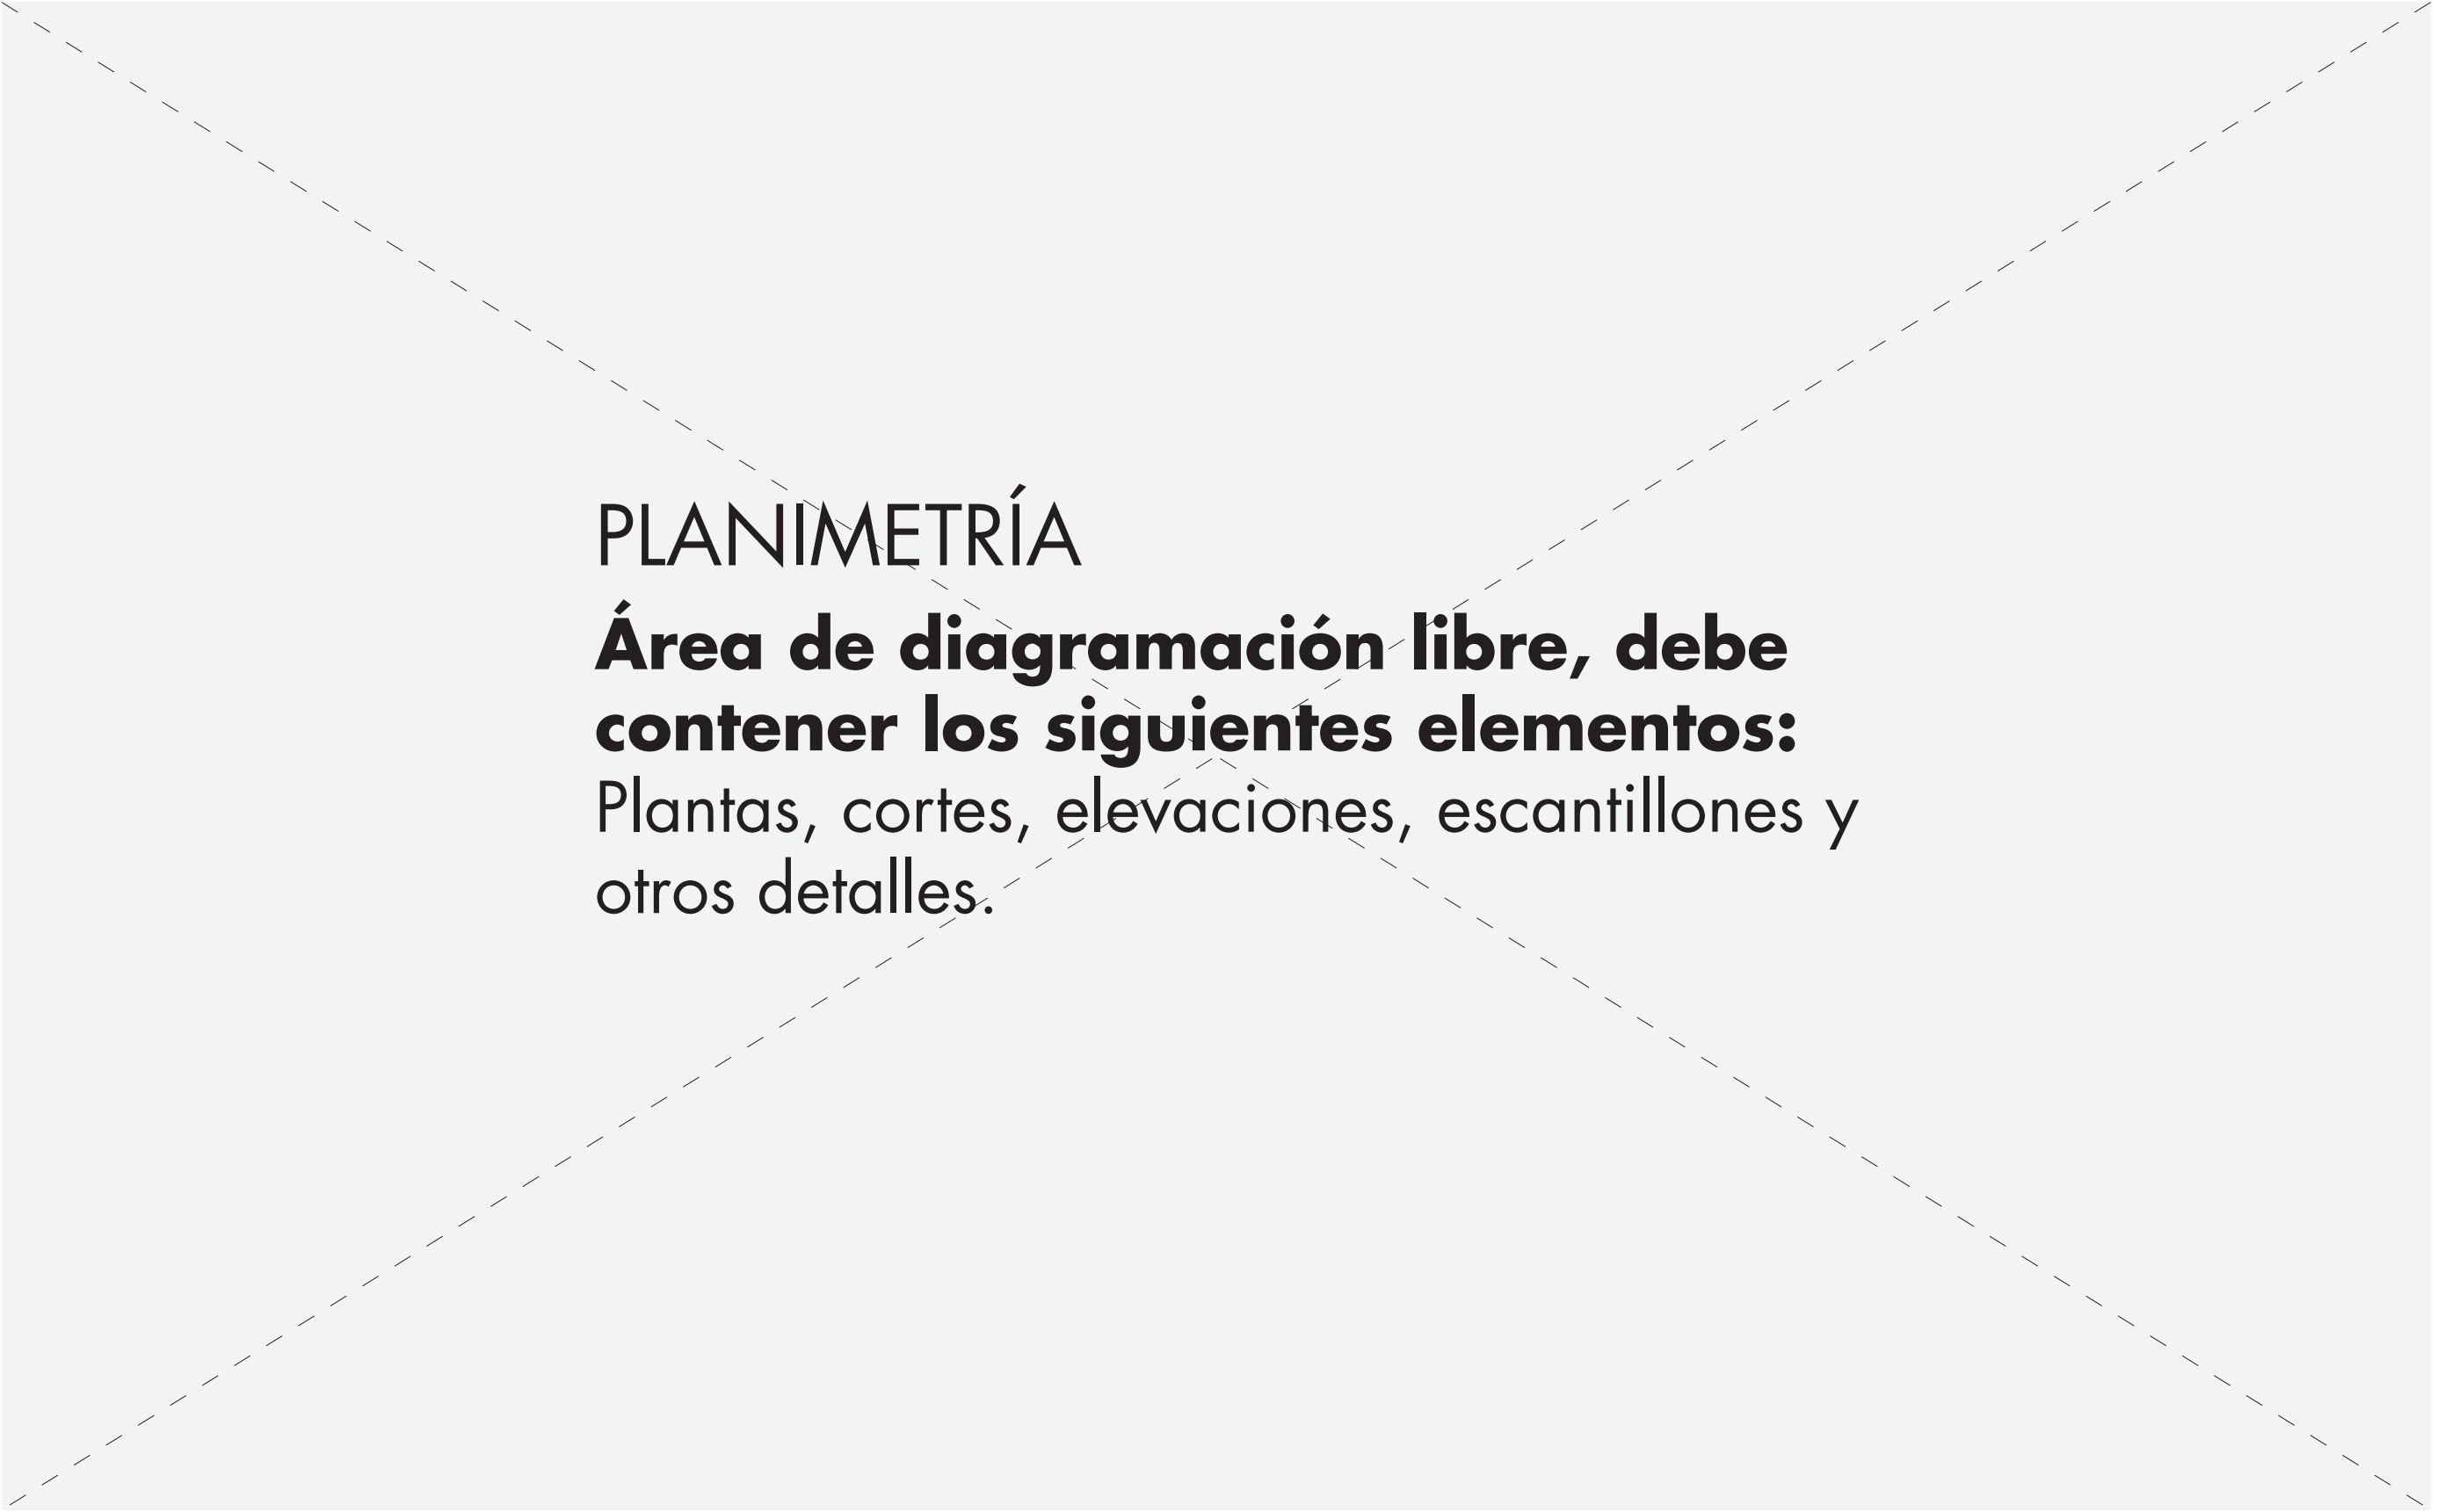 PLANIMETRÍA
Área de diagramación libre, debe
contener los siguientes elementos:
Plantas, cortes, elevaciones, escantillones y
otros detalles.